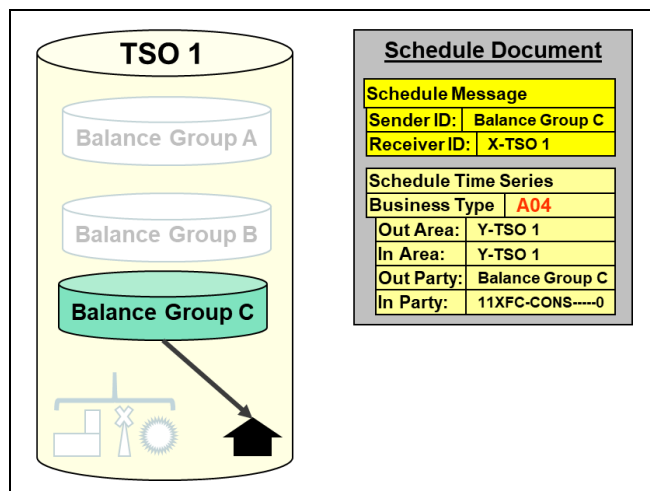 TSO 1
Balance Group A
Balance Group B
Balance Group C
Schedule Document
Schedule Message
Sender ID: Balance Group C
Receiver ID: X-TSO 1
Schedule Time Series
Business Type A04
Out Area: Y-TSO 1
In Area: Y-TSO 1
Out Party: Balance Group C
In Party: 11XFC-CONS-----0